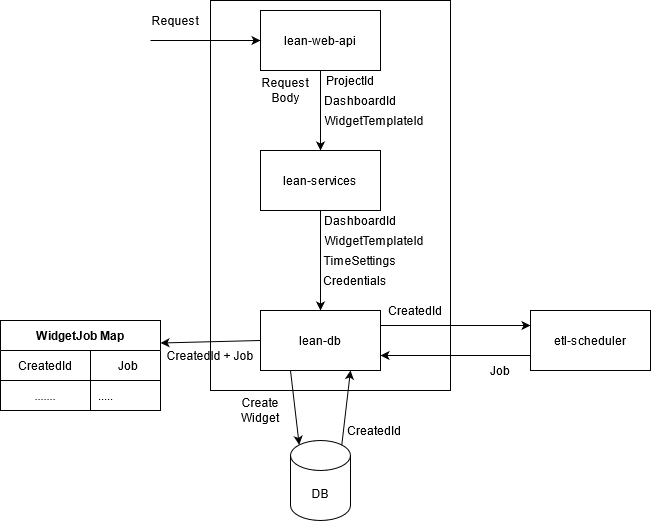 Request
lean-web-api
Request
Body
ProjectId
DashboardId
WidgetTemplateId
lean-services
DashboardId
WidgetTemplateId
TimeSettings
Credentials
CreatedId
WidgetJob Map
lean-db
etl-scheduler
CreatedId + Job
CreatedId
Job
Job
.......
.....
Create
Widget
CreatedId
DB